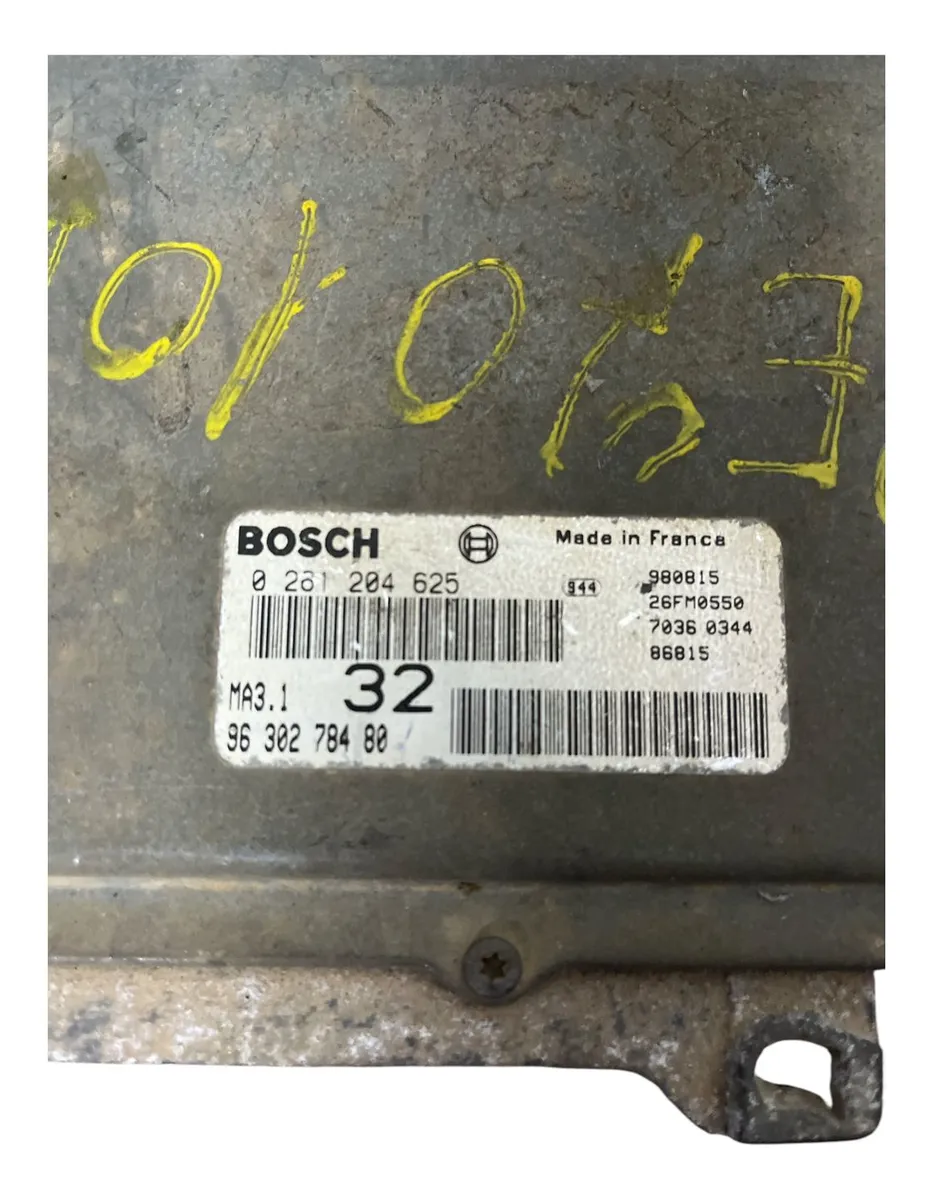 BOSCH
Made in France
0 261 204 625
944
980815
26FM0550
7036 0344
86815
MA3.1
32
96 302 784 80